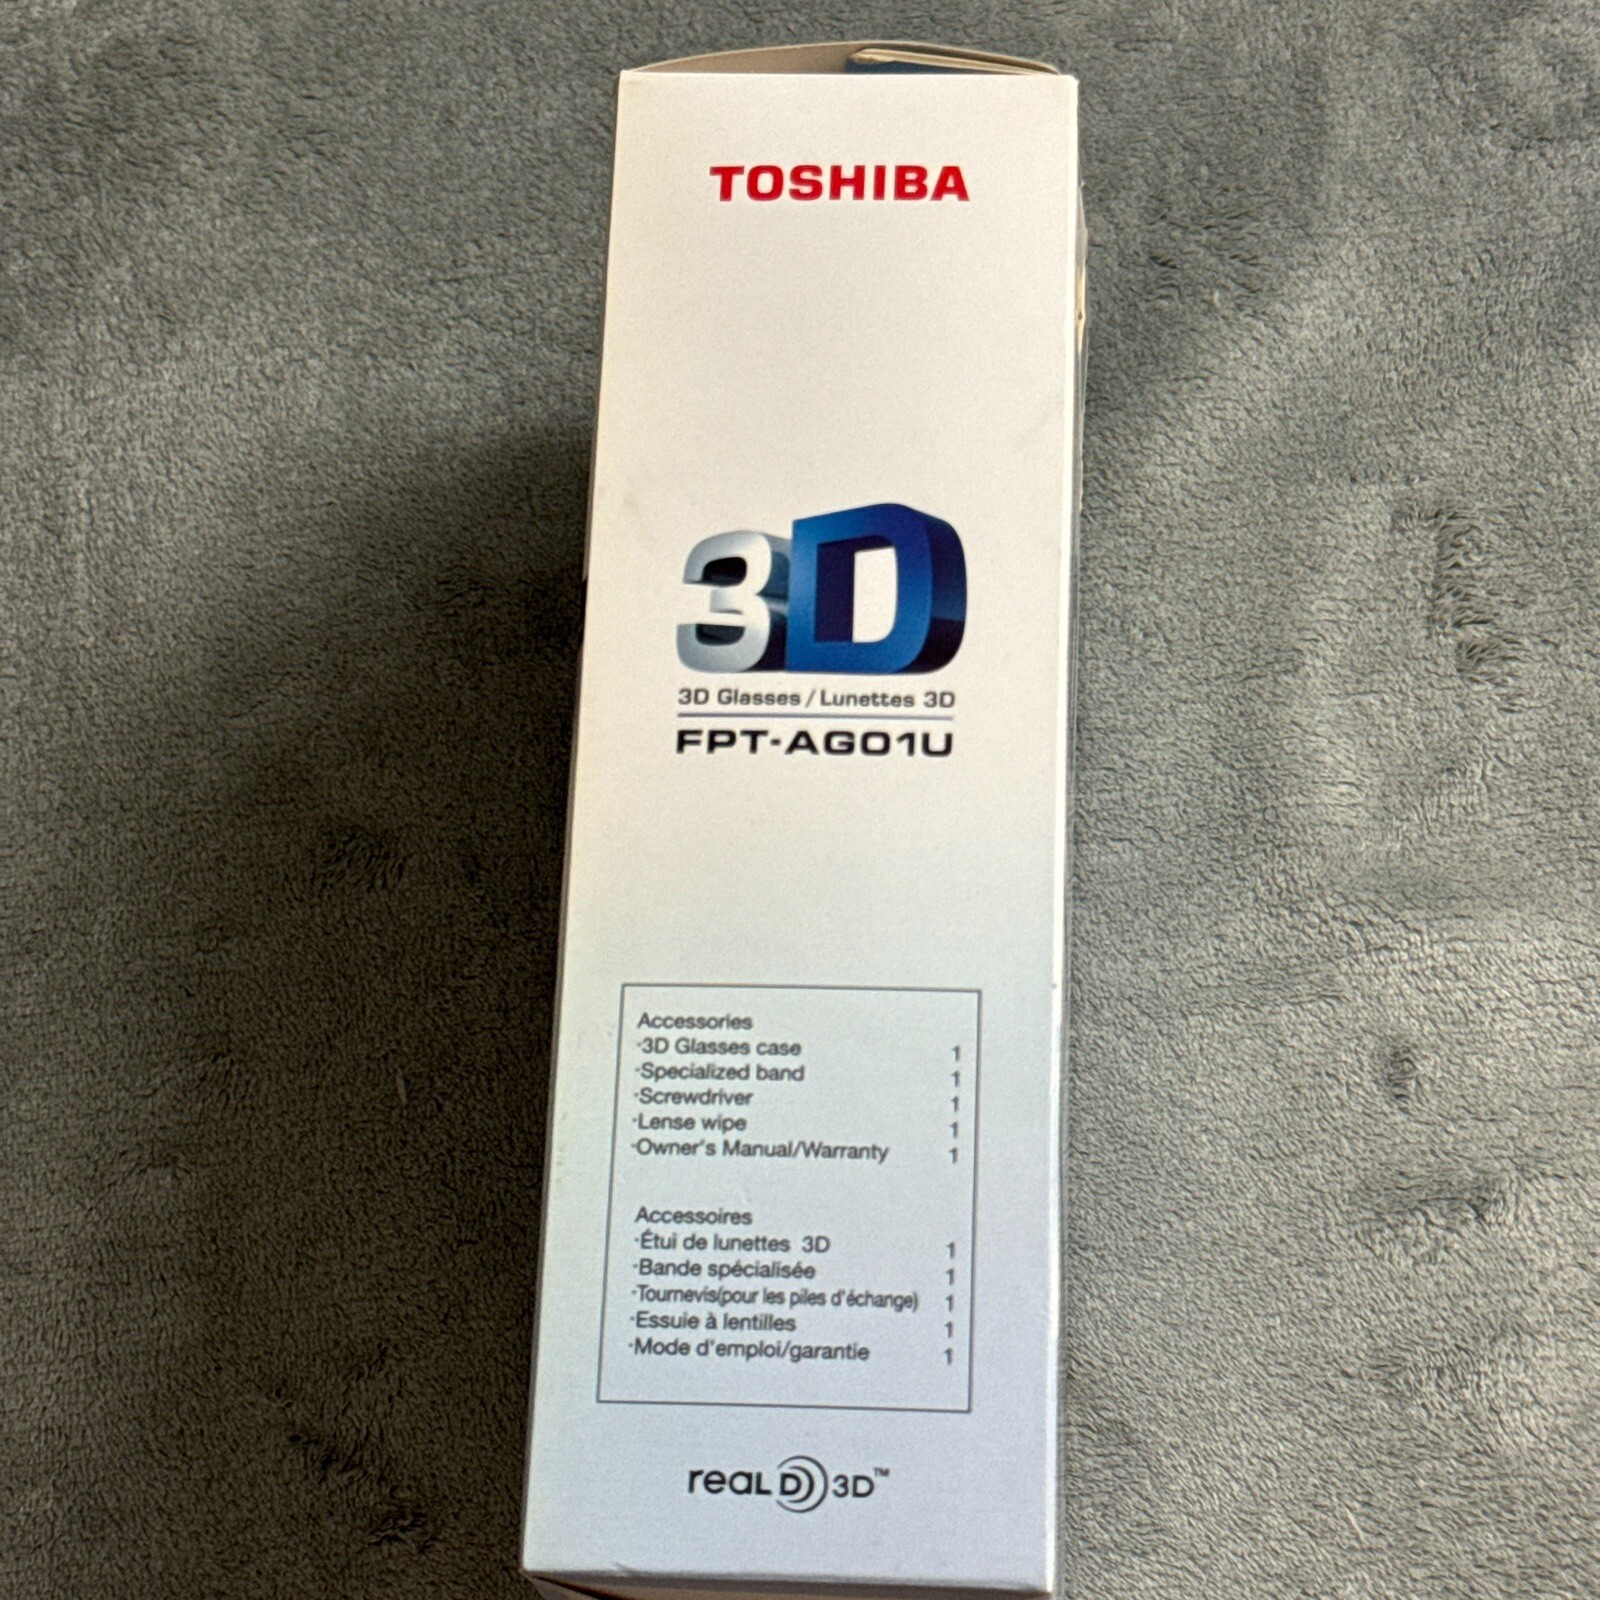 TOSHIBA
3D
3D Glasses / Lunettes 3D
FPT-AG01U
Accessories
·3D Glasses case 1
·Specialized band 1
·Screwdriver 1
·Lense wipe 1
·Owner's Manual/Warranty 1
Accessoires
·Étui de lunettes 3D 1
·Bande spécialisée 1
·Tournevis(pour les piles d'échange) 1
·Essuie à lentilles 1
·Mode d'emploi/garantie 1
reaL D 3D™